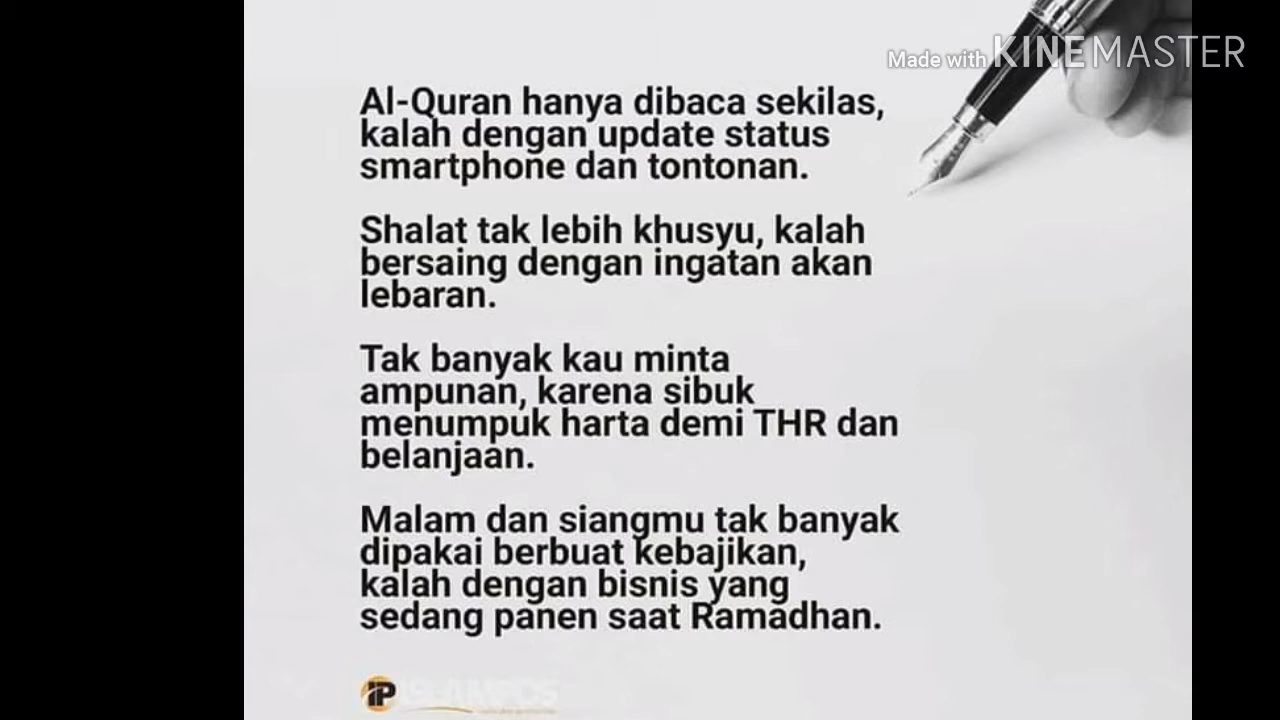 Made with KINEMASTER
Al-Quran hanya dibaca sekilas,
kalah dengan update status
smartphone dan tontonan.
Shalat tak lebih khusyu, kalah
bersaing dengan ingatan akan
lebaran.
Tak banyak kau minta
ampunan, karena sibuk
menumpuk harta demi THR dan
belanjaan.
Malam dan siangmu tak banyak
dipakai berbuat kebajikan,
kalah dengan bisnis yang
sedang panen saat Ramadhan.
IP ISLAMPOS